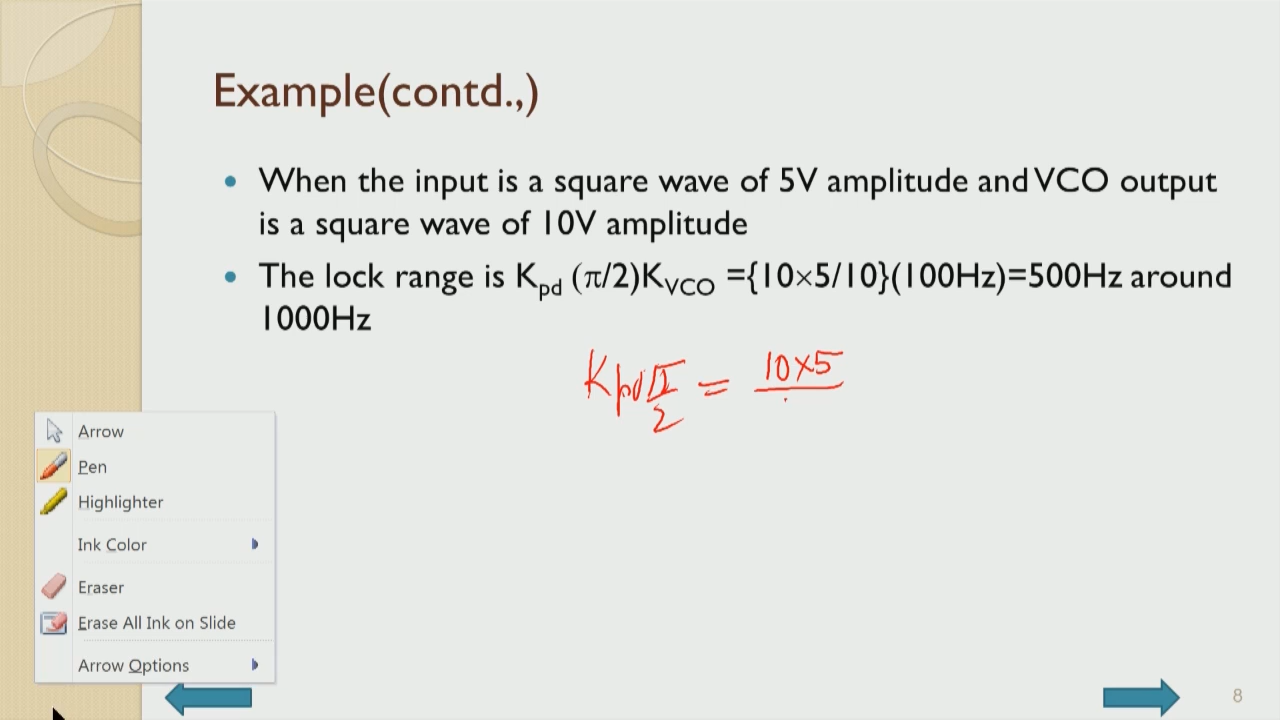 Example(contd.,)
• When the input is a square wave of 5V amplitude and VCO output
is a square wave of 10V amplitude
• The lock range is Kpd (π/2)KVCO ={10×5/10}(100Hz)=500Hz around
1000Hz
Kpd π/2 = 10×5
Arrow
Pen
Highlighter
Ink Color
Eraser
Erase All Ink on Slide
Arrow Options
8